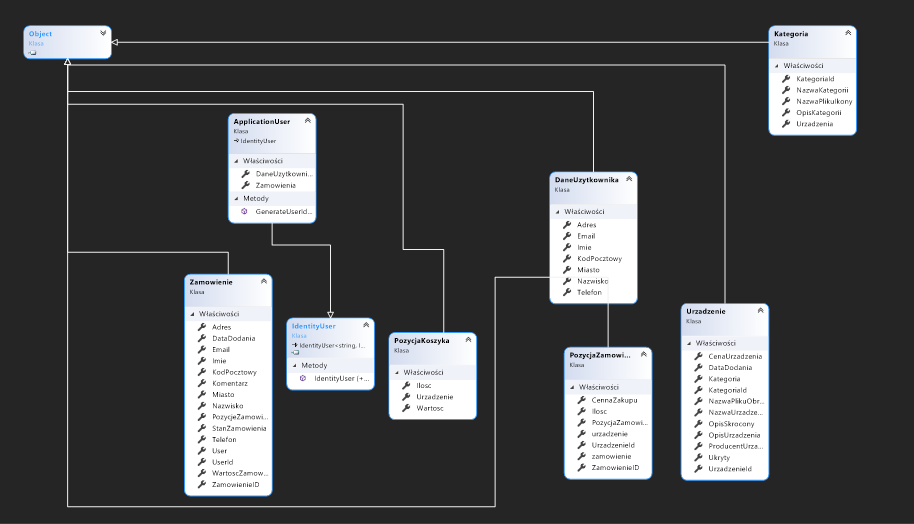 Object
Klasa
Kategoria
Klasa
Właściwości
KategoriaId
NazwaKategorii
NazwaPlikuIkony
OpisKategorii
Urzadzenia
ApplicationUser
Klasa
IdentityUser
Właściwości
DaneUzytkowni...
Zamowienia
Metody
GenerateUserId...
DaneUzytkownika
Klasa
Właściwości
Adres
Email
Imie
KodPocztowy
Miasto
Nazwisko
Telefon
Zamowienie
Klasa
Właściwości
Adres
DataDodania
Email
Imie
KodPocztowy
Komentarz
Miasto
Nazwisko
PozycjeZamowi...
StanZamowienia
Telefon
User
UserId
WartoscZamow...
ZamowienieID
IdentityUser
Klasa
IdentityUser<string, I...
Metody
IdentityUser (+...
PozycjaKoszyka
Klasa
Właściwości
Ilosc
Urzadzenie
Wartosc
PozycjaZamowi...
Klasa
Właściwości
CennaZakupu
Ilosc
PozycjaZamowi...
urzadzenie
UrzadzenieId
zamowienie
ZamowienieID
Urzadzenie
Klasa
Właściwości
CenaUrzadzenia
DataDodania
Kategoria
KategoriaId
NazwaPlikuObr...
NazwaUrzadze...
OpisSkrocony
OpisUrzadzenia
ProducentUrza...
Ukryty
UrzadzenieId